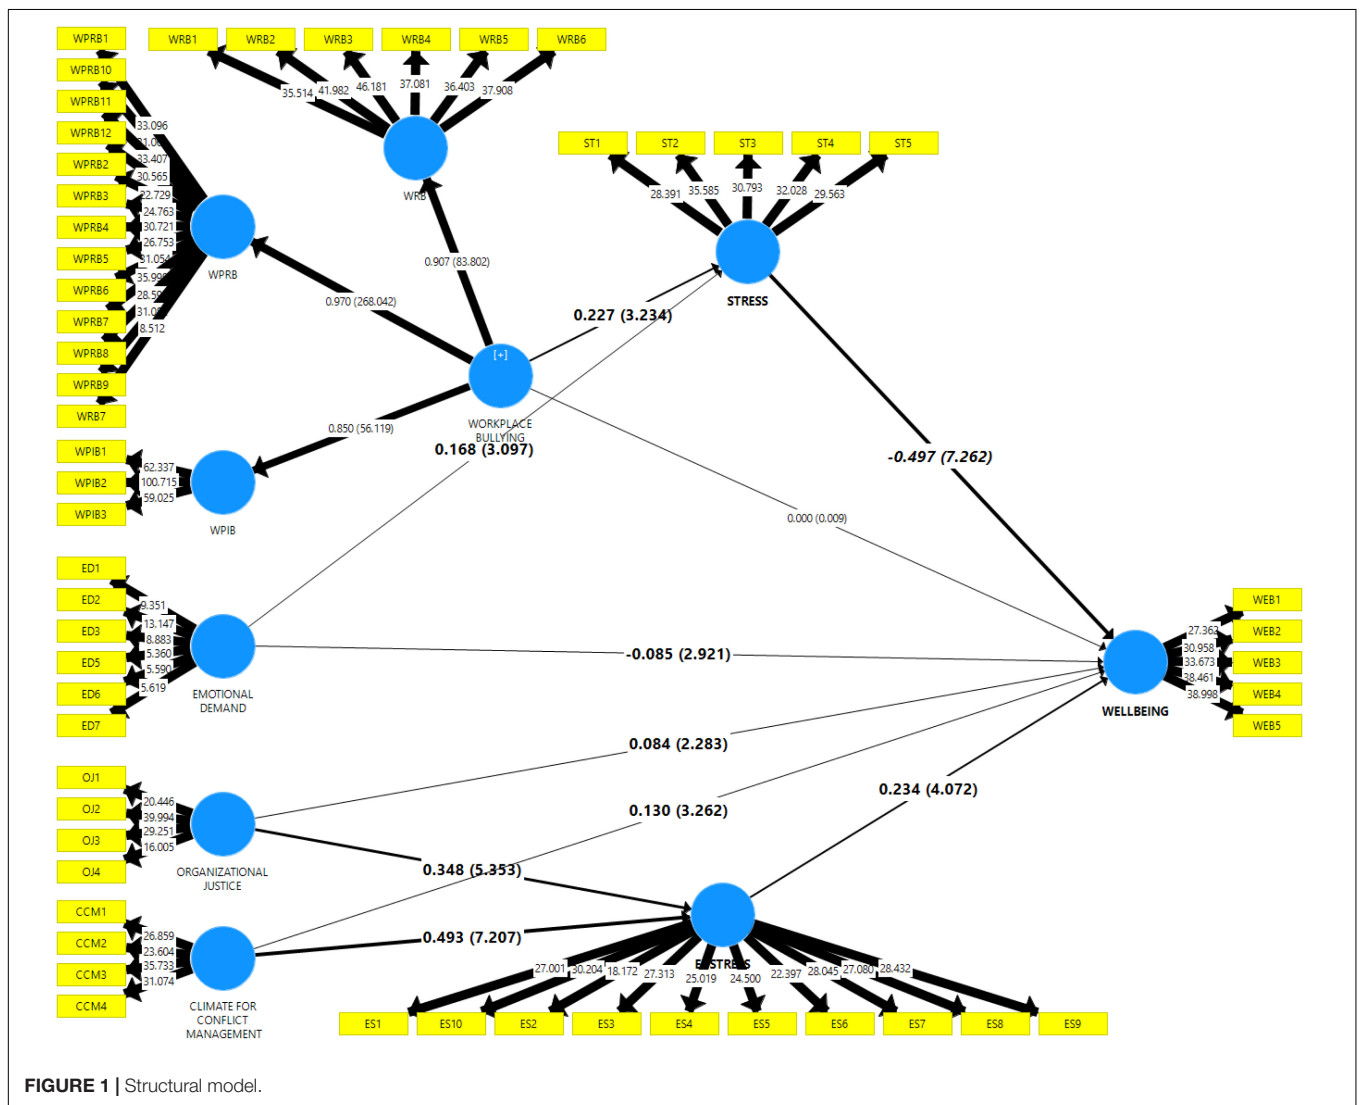 WPRB1
WPRB10
WPRB11
WPRB12
WPRB2
WPRB3
WPRB4
WPRB5
WPRB6
WPRB7
WPRB8
WPRB9
WRB7
33.096
33.407
30.565
22.729
24.763
30.721
26.753
31.054
8.512
WPRB
WRB1 WRB2 WRB3 WRB4 WRB5 WRB6
35.514 41.982 46.181 37.081 36.403 37.908
WRB
ST1 ST2 ST3 ST4 ST5
28.391 35.585 30.793 32.028 29.563
STRESS
0.907 (83.802)
0.970 (268.042)
0.227 (3.234)
[+]
WORKPLACE
BULLYING
0.850 (56.119)
0.168 (3.097)
-0.497 (7.262)
0.000 (0.009)
WPIB1
WPIB2
WPIB3
62.337
100.715
59.025
WPIB
ED1
ED2
ED3
ED5
ED6
ED7
9.351
13.147
8.883
5.360
5.590
5.619
EMOTIONAL
DEMAND
-0.085 (2.921)
WEB1
WEB2
WEB3
WEB4
WEB5
27.362
30.958
33.673
38.461
38.998
WELLBEING
0.084 (2.283)
0.130 (3.262)
0.234 (4.072)
OJ1
OJ2
OJ3
OJ4
20.446
39.994
29.251
16.005
ORGANIZATIONAL
JUSTICE
0.348 (5.353)
0.493 (7.207)
CCM1
CCM2
CCM3
CCM4
26.859
23.604
35.733
31.074
CLIMATE FOR
CONFLICT
MANAGEMENT
27.001 30.204 18.172 27.313 25.019 24.500 22.397 28.045 27.080 28.432
ES1 ES10 ES2 ES3 ES4 ES5 ES6 ES7 ES8 ES9
FIGURE 1 | Structural model.